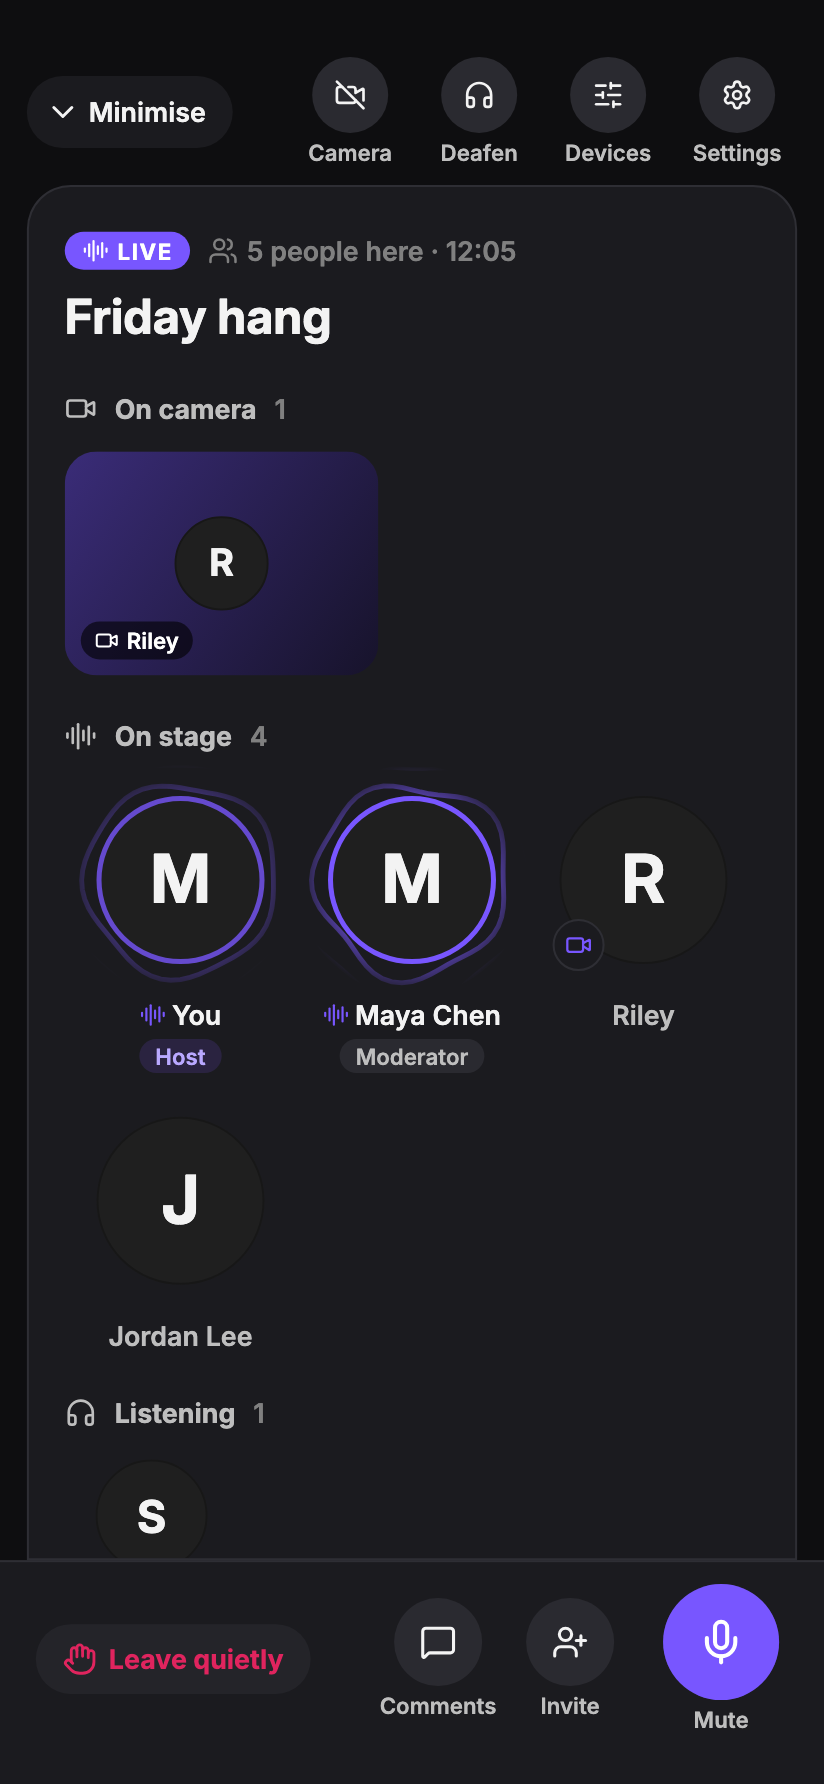 Minimise
Camera
Deafen
Devices
Settings
LIVE
5 people here · 12:05
Friday hang
On camera 1
R
Riley
On stage 4
M
M
R
You
Maya Chen
Riley
Host
Moderator
J
Jordan Lee
Listening 1
S
Leave quietly
Comments
Invite
Mute